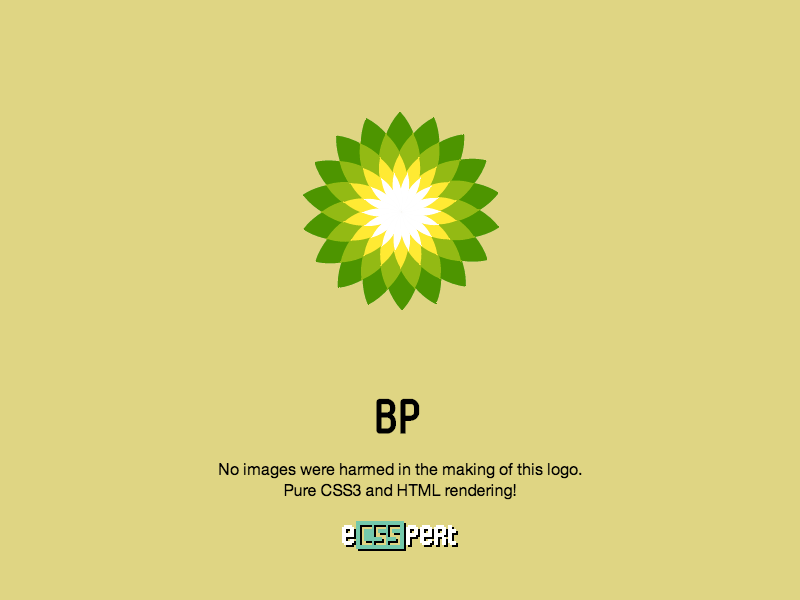 BP
No images were harmed in the making of this logo.
Pure CSS3 and HTML rendering!
eCSSpert